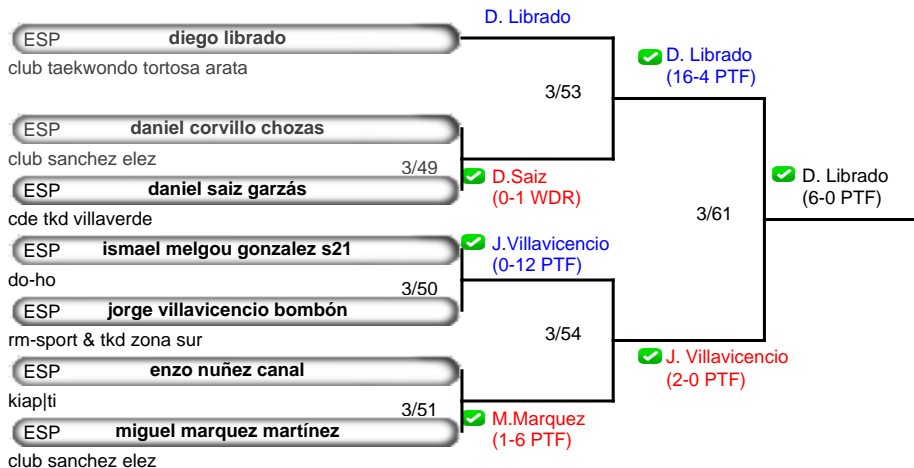 D. Librado
ESP diego librado
club taekwondo tortosa arata
D. Librado
(16-4 PTF)
3/53
ESP daniel corvillo chozas
club sanchez elez
3/49
D.Saiz
(0-1 WDR)
ESP daniel saiz garzás
cde tkd villaverde
D. Librado
(6-0 PTF)
3/61
ESP ismael melgou gonzalez s21
do-ho
J.Villavicencio
(0-12 PTF)
3/50
ESP jorge villavicencio bombón
rm-sport & tkd zona sur
3/54
J. Villavicencio
(2-0 PTF)
ESP enzo nuñez canal
kiap|ti
3/51
M.Marquez
(1-6 PTF)
ESP miguel marquez martínez
club sanchez elez